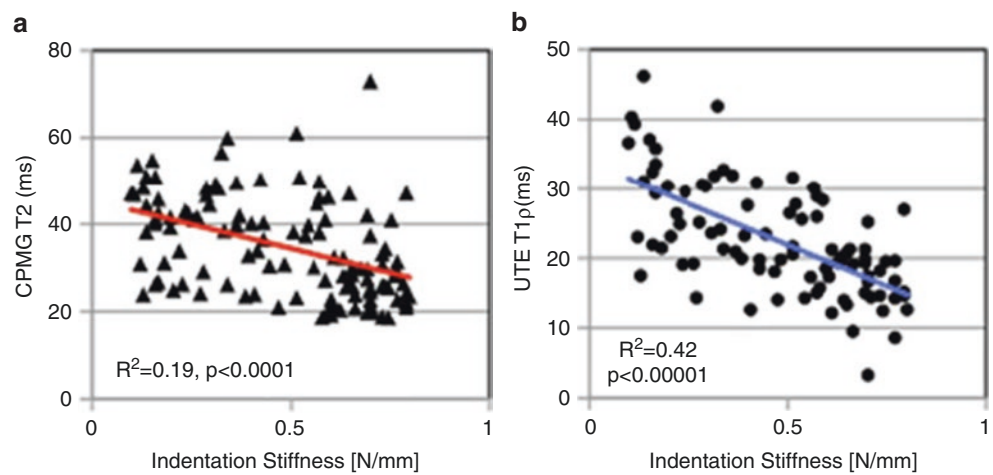 a
80
60
40
20
0
CPMG T2 (ms)
R²=0.19, p<0.0001
0
0.5
1
Indentation Stiffness [N/mm]
b
50
40
30
20
10
0
UTE T1ρ(ms)
R²=0.42
p<0.00001
0
0.5
1
Indentation Stiffness [N/mm]